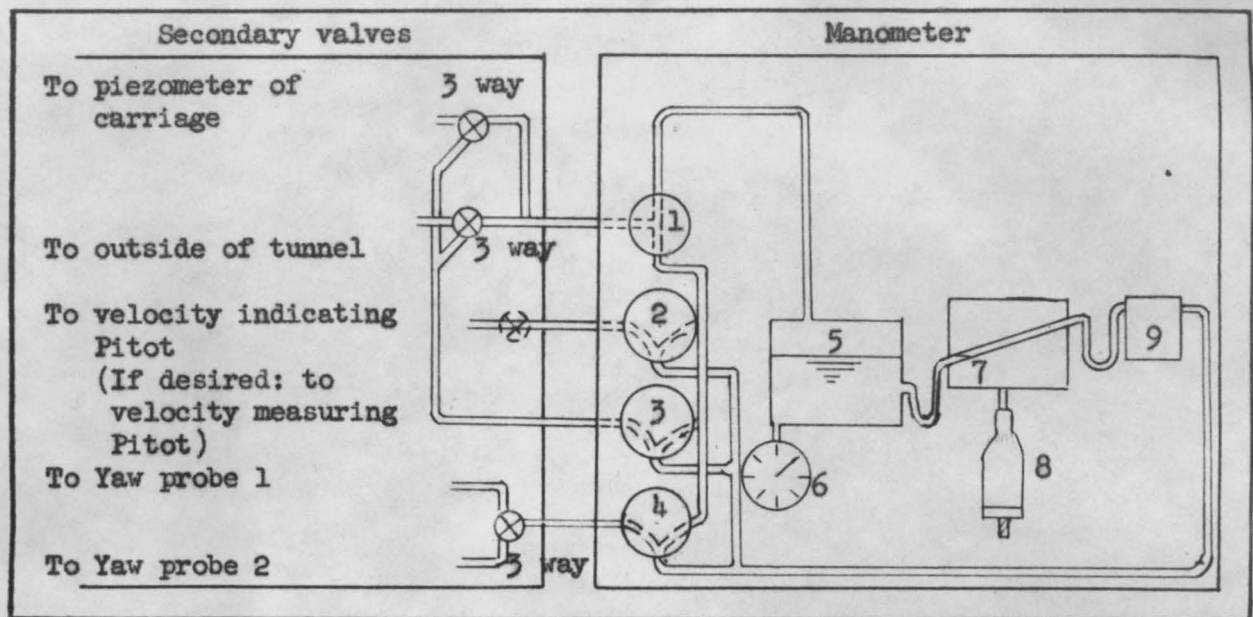 Secondary valves
Manometer
To piezometer of
carriage
3 way
1
To outside of tunnel
3 way
To velocity indicating
Pitot
(If desired: to
velocity measuring
Pitot)
2
5
7
9
3
To Yaw probe 1
6
8
4
To Yaw probe 2
3 way